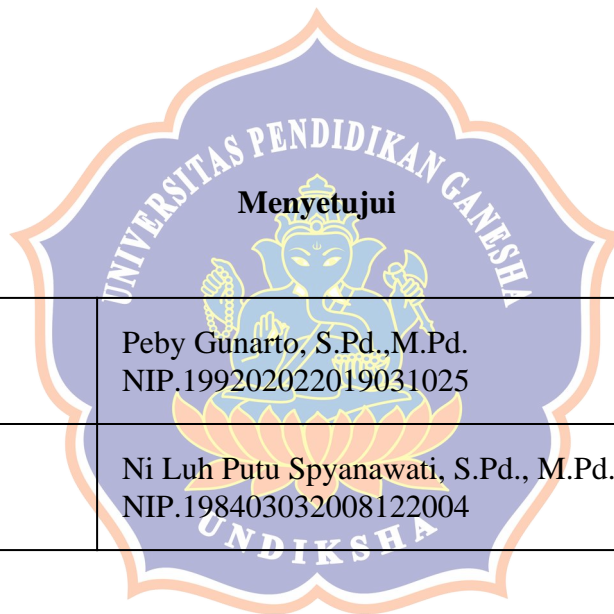 UNIVERSITAS PENDIDIKAN GANESHA
Menyetujui
Peby Gunarto, S.Pd.,M.Pd.
NIP.199202022019031025
Ni Luh Putu Spyanawati, S.Pd., M.Pd.
NIP.198403032008122004
UNDIKSHA